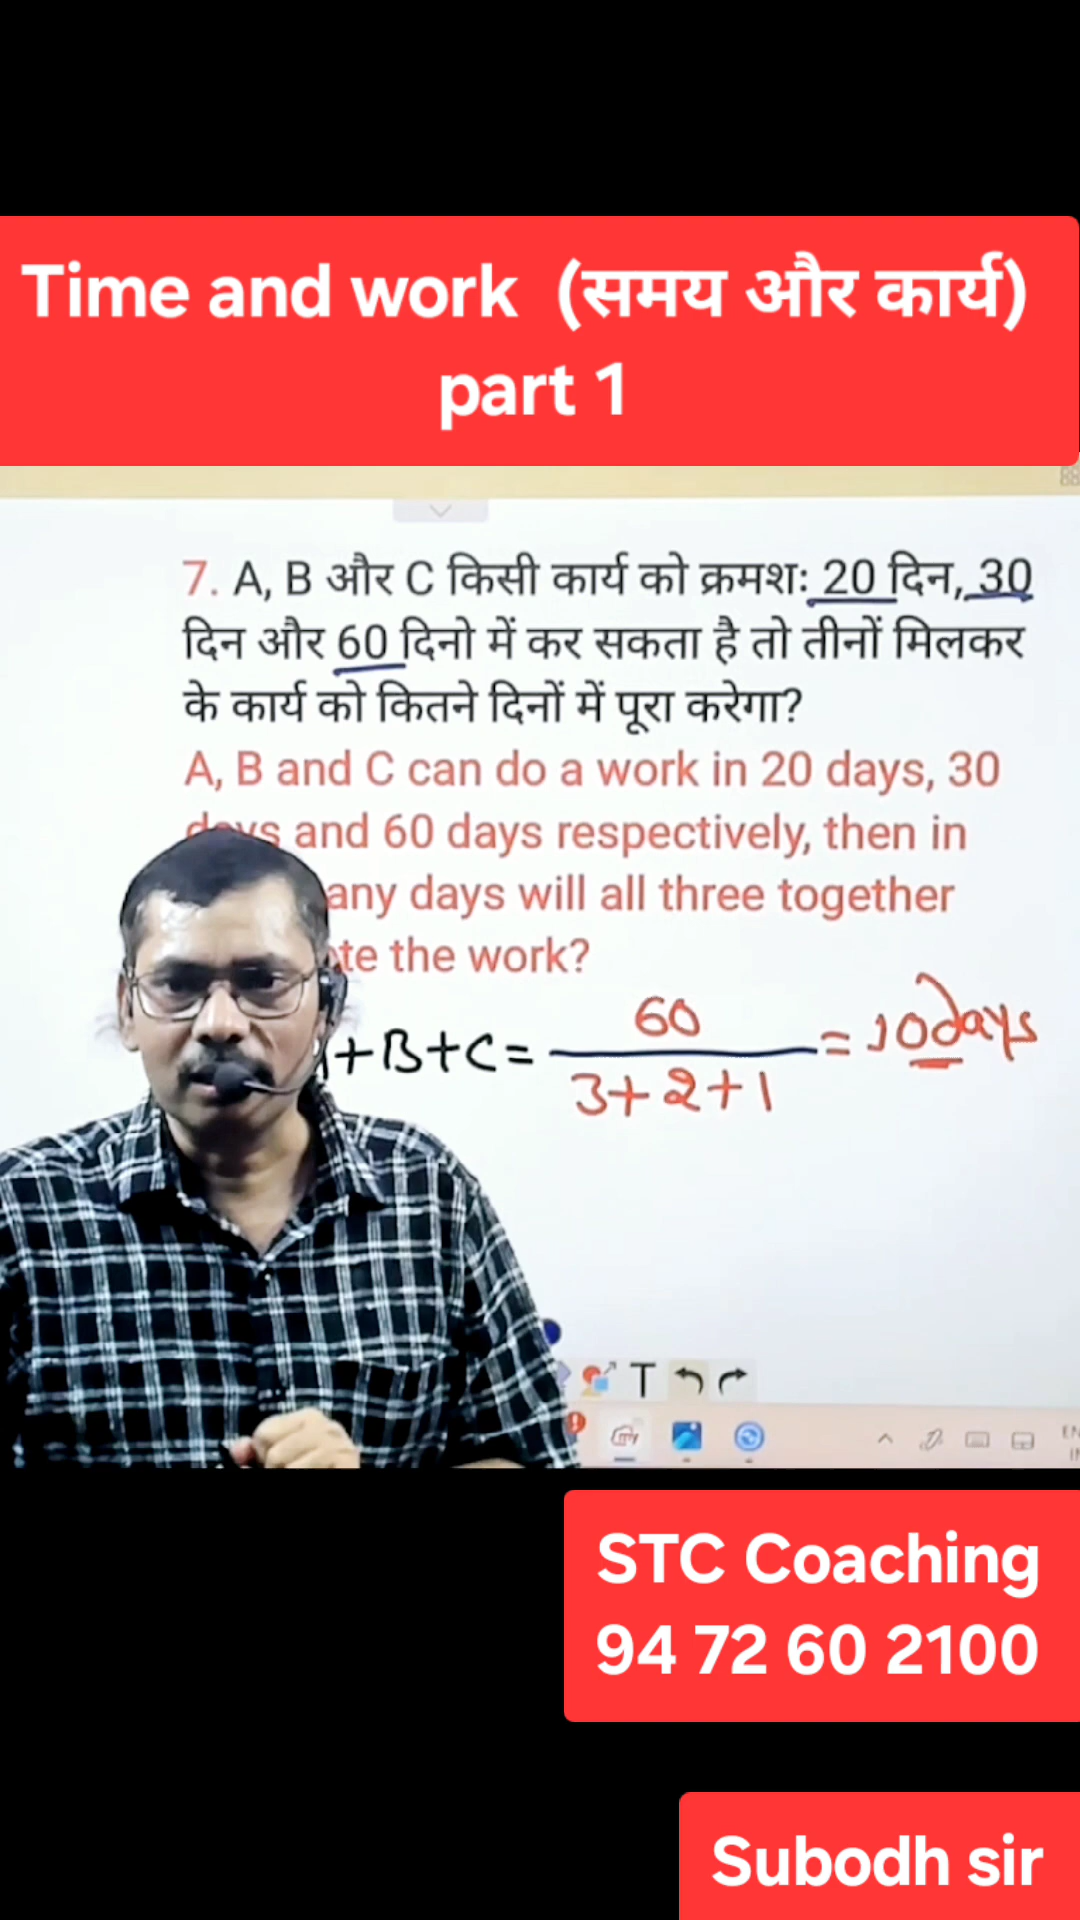 Time and work (समय और कार्य)
part 1
7. A, B और C किसी कार्य को क्रमशः 20 दिन, 30
दिन और 60 दिनो में कर सकता है तो तीनों मिलकर
के कार्य को कितने दिनों में पूरा करेगा?
A, B and C can do a work in 20 days, 30
days and 60 days respectively, then in
any days will all three together
te the work?
+B+C= 60 / 3+2+1 = 10days
T
STC Coaching
94 72 60 2100
Subodh sir